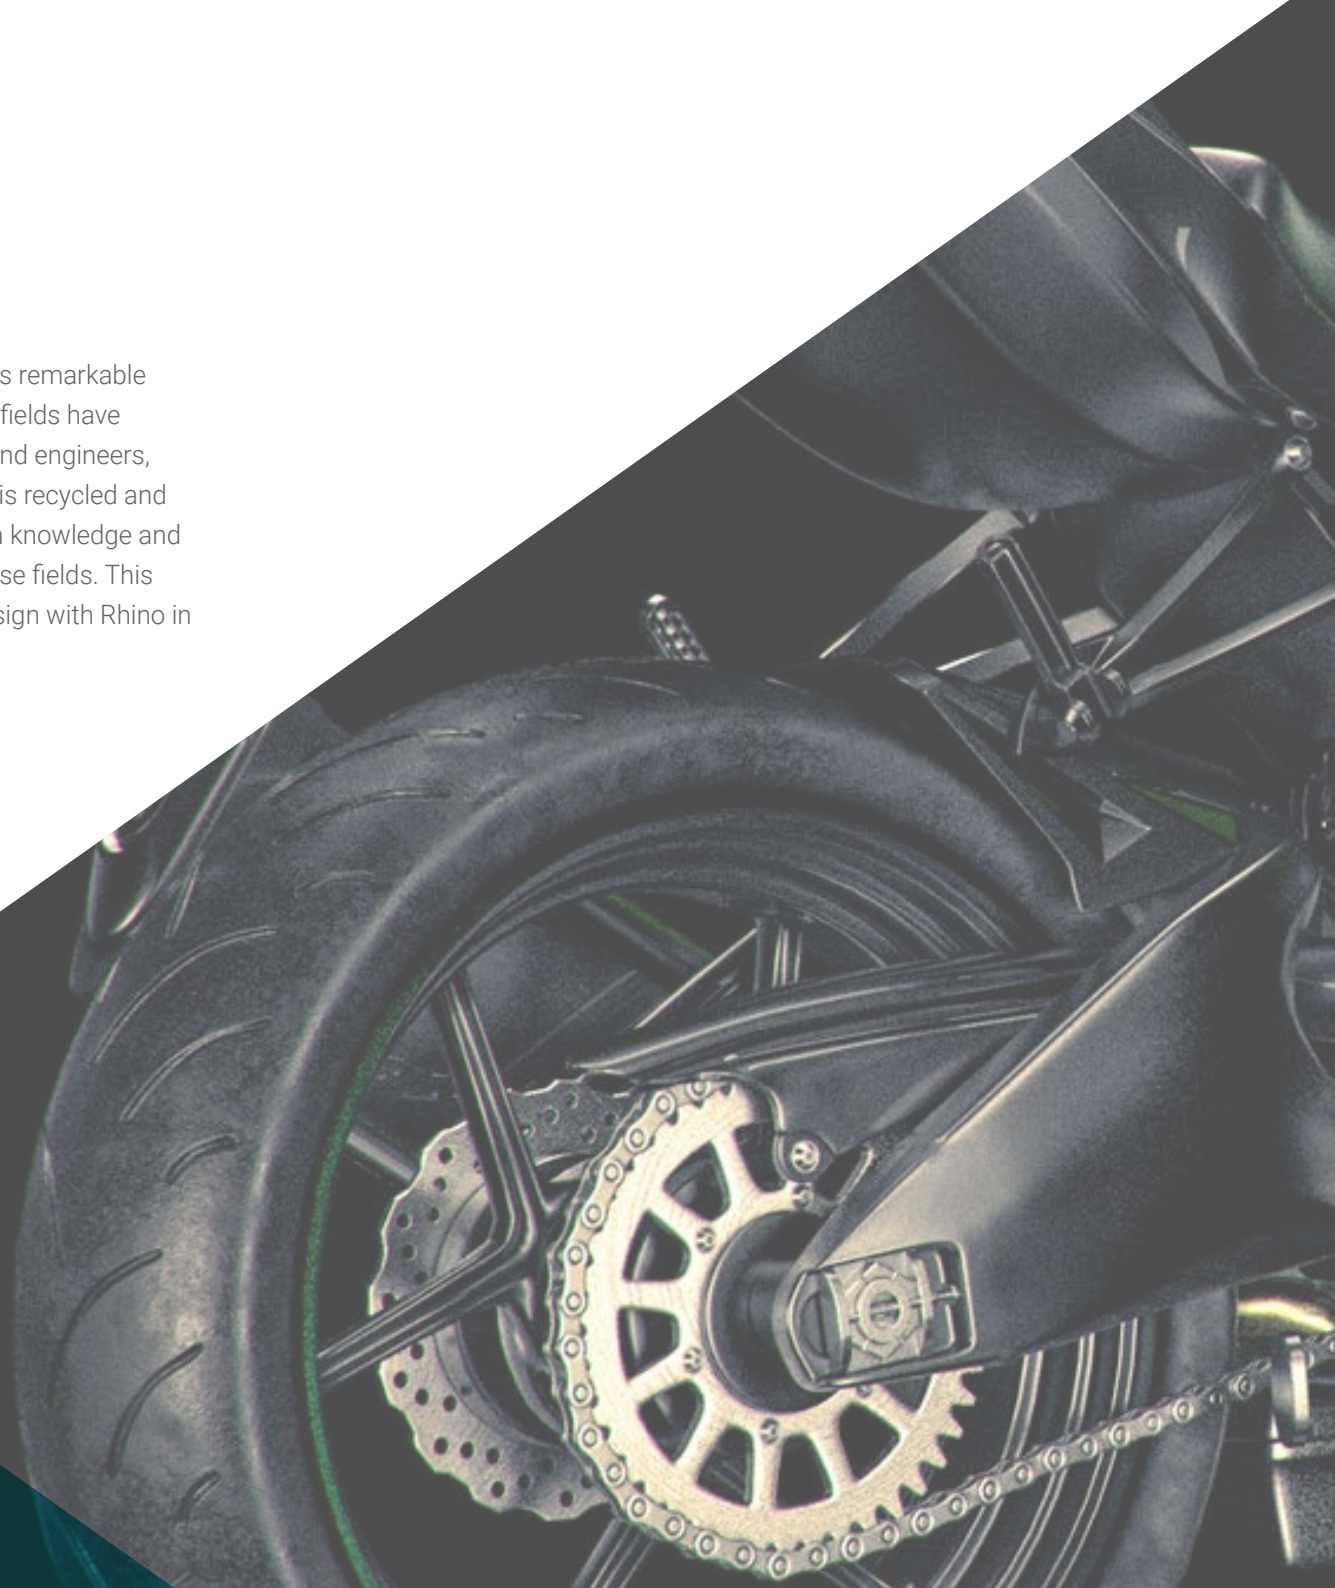 s remarkable
fields have
nd engineers,
is recycled and
knowledge and
se fields. This
sign with Rhino in